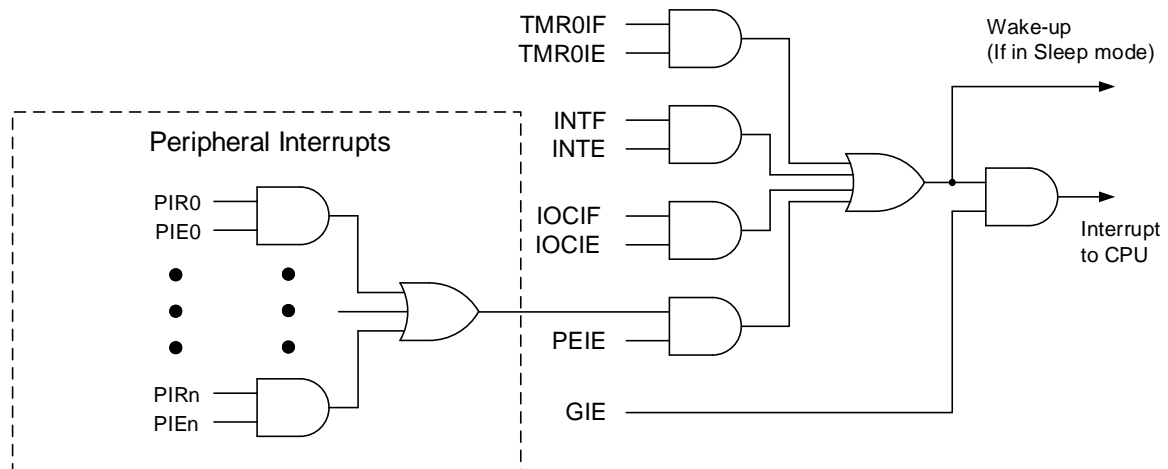 TMR0IF
TMR0IE
Wake-up
(If in Sleep mode)
Peripheral Interrupts
INTF
INTE
PIR0
PIE0
IOCIF
IOCIE
Interrupt
to CPU
PEIE
PIRn
PIEn
GIE